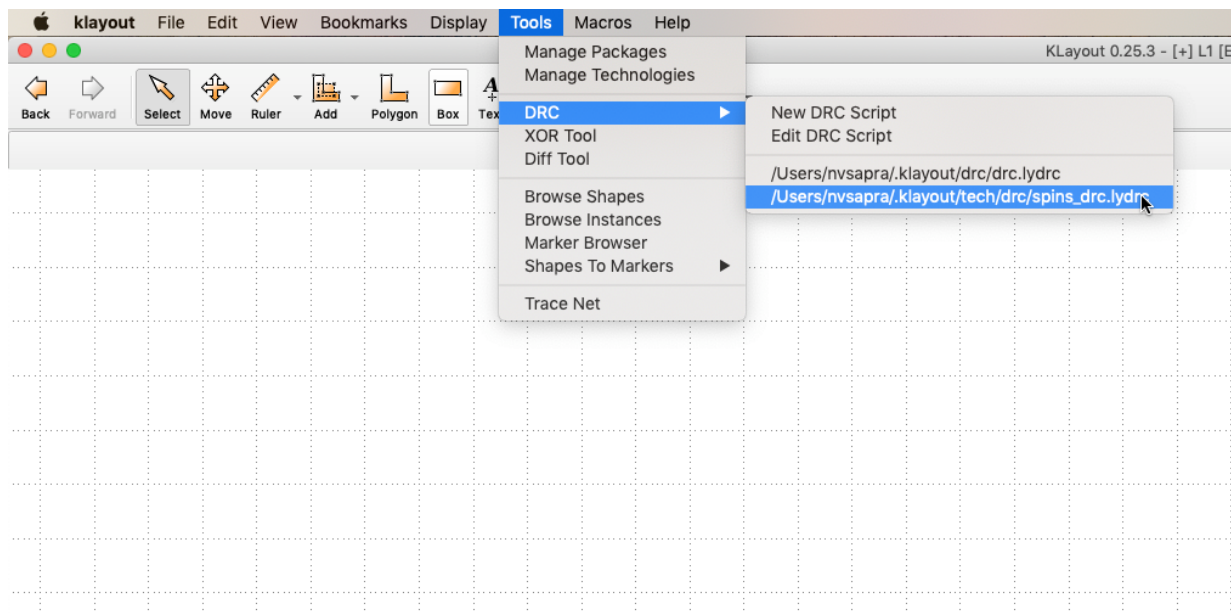 klayout File Edit View Bookmarks Display Tools Macros Help
KLayout 0.25.3 - [+] L1 [E
Back Forward Select Move Ruler Add Polygon Box Tex
Manage Packages
Manage Technologies
DRC
XOR Tool
Diff Tool
Browse Shapes
Browse Instances
Marker Browser
Shapes To Markers
Trace Net
New DRC Script
Edit DRC Script
/Users/nvsapra/.klayout/drc/drc.lydrc
/Users/nvsapra/.klayout/tech/drc/spins_drc.lydrc